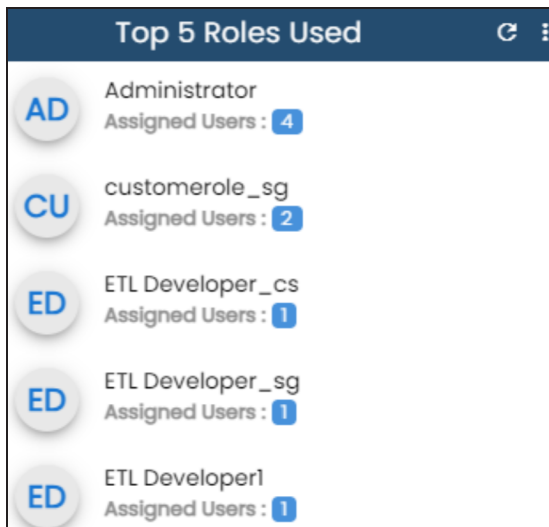 Top 5 Roles Used
AD
Administrator
Assigned Users : 4
CU
customerole_sg
Assigned Users : 2
ED
ETL Developer_cs
Assigned Users : 1
ED
ETL Developer_sg
Assigned Users : 1
ED
ETL Developer1
Assigned Users : 1